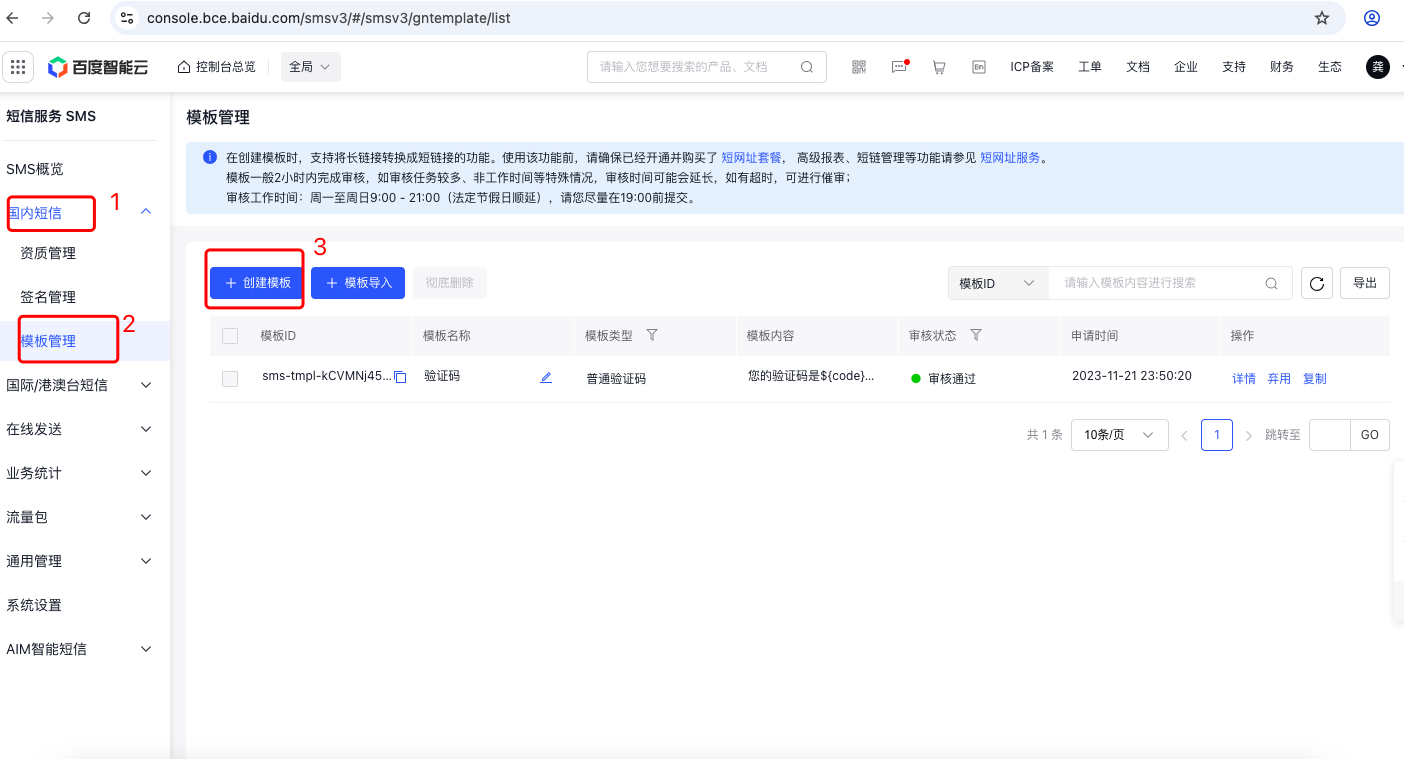 console.bce.baidu.com/smsv3/#/smsv3/gntemplate/list
百度智能云 控制台总览 全局 请输入您想要搜索的产品、文档 En ICP备案 工单 文档 企业 支持 财务 生态 龚
短信服务 SMS
SMS概览
国内短信 1
资质管理
签名管理
模板管理 2
国际/港澳台短信
在线发送
业务统计
流量包
通用管理
系统设置
AIM智能短信
模板管理
在创建模板时，支持将长链接转换成短链接的功能。使用该功能前，请确保已经开通并购买了 短网址套餐， 高级报表、短链管理等功能请参见 短网址服务。
模板一般2小时内完成审核，如审核任务较多、非工作时间等特殊情况，审核时间可能会延长，如有超时，可进行催审；
审核工作时间：周一至周日9:00 - 21:00（法定节假日顺延），请您尽量在19:00前提交。
3
+ 创建模板 + 模板导入 彻底删除 模板ID 请输入模板内容进行搜索 导出
模板ID 模板名称 模板类型 模板内容 审核状态 申请时间 操作
sms-tmpl-kCVMNj45... 验证码 普通验证码 您的验证码是${code}... 审核通过 2023-11-21 23:50:20 详情 弃用 复制
共 1 条 10条/页 1 跳转至 GO